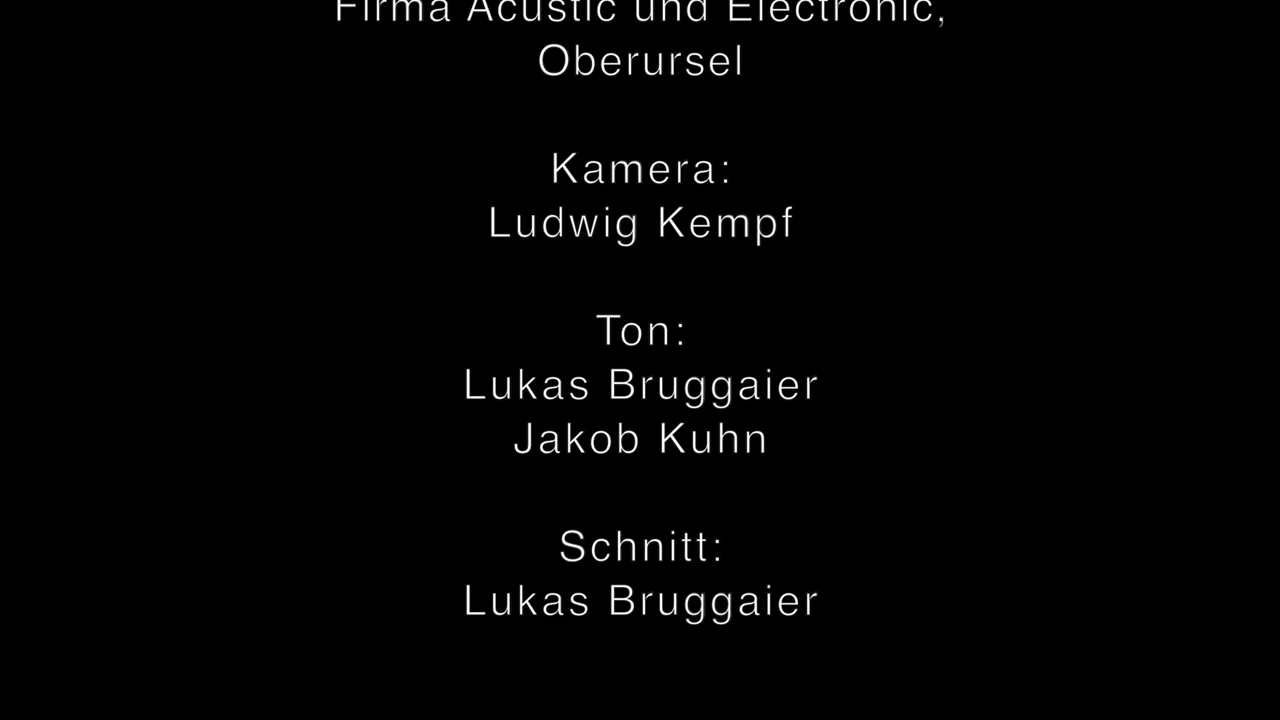 Firma Acustic und Electronic,
Oberursel
Kamera:
Ludwig Kempf
Ton:
Lukas Bruggaier
Jakob Kuhn
Schnitt:
Lukas Bruggaier